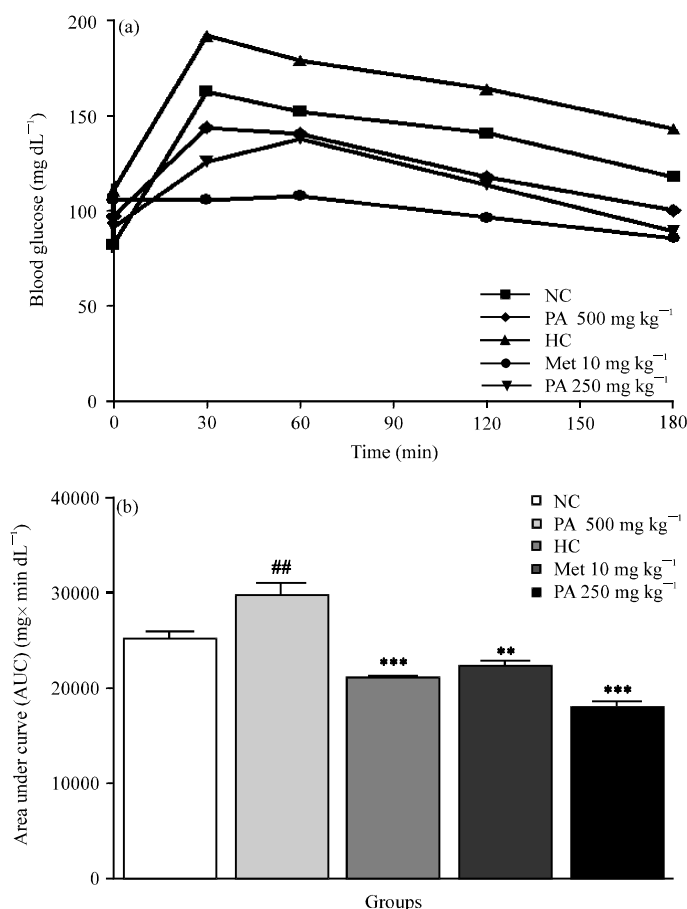 (a)
Blood glucose (mg dL⁻¹)
200
150
100
50
0
0 30 60 90 120 150 180
Time (min)
NC
PA 500 mg kg⁻¹
HC
Met 10 mg kg⁻¹
PA 250 mg kg⁻¹
(b)
Area under curve (AUC) (mg× min dL⁻¹)
40000
30000
20000
10000
0
NC
PA 500 mg kg⁻¹
HC
Met 10 mg kg⁻¹
PA 250 mg kg⁻¹
##
***
**
***
Groups